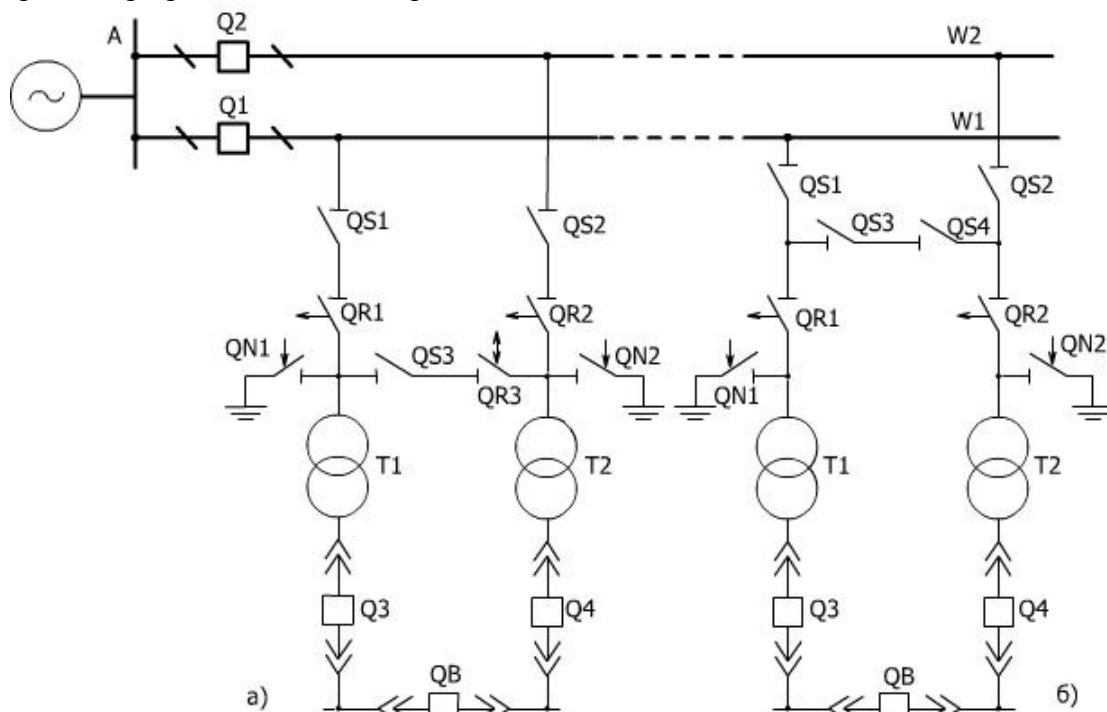 A Q2 W2
Q1 W1
QS1 QS2
QS1 QS2 QS3 QS4
QR1 QR2 QR1 QR2
QN1 QS3 QN2 QN2
QR3 QN1
T1 T2 T1 T2
Q3 Q4 Q3 Q4
а) QB QB б)